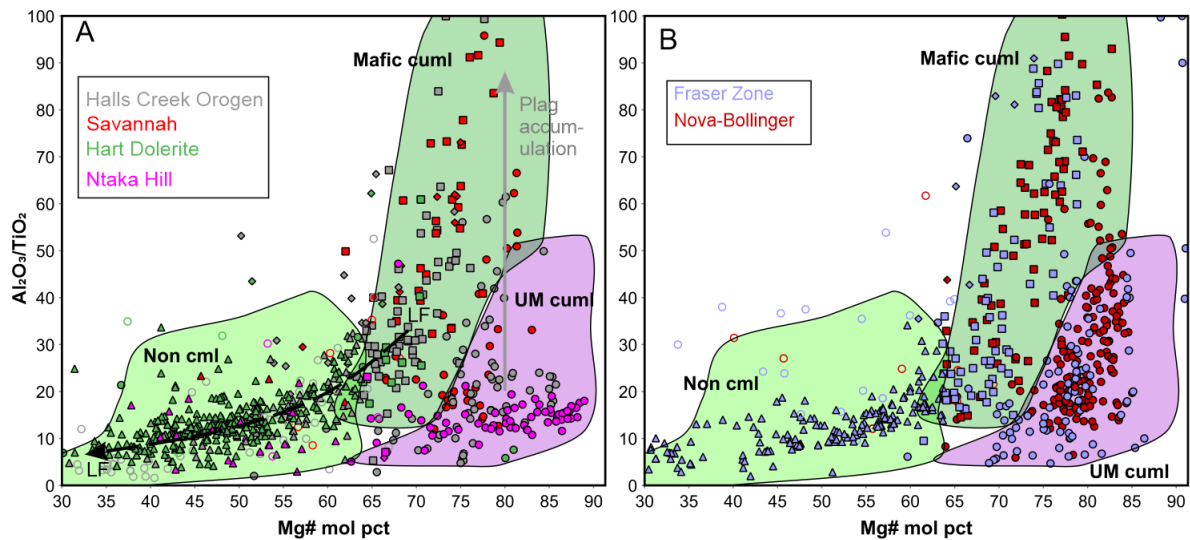 A
Al₂O₃/TiO₂
100
90
80
70
60
50
40
30
20
10
0
Halls Creek Orogen
Savannah
Hart Dolerite
Ntaka Hill
Mafic cuml
Plag
accum-
ulation
UM cuml
Non cml
LF
LF
30 35 40 45 50 55 60 65 70 75 80 85 90
Mg# mol pct
B
100
90
80
70
60
50
40
30
20
10
0
Fraser Zone
Nova-Bollinger
Mafic cuml
Non cml
UM cuml
30 35 40 45 50 55 60 65 70 75 80 85 90
Mg# mol pct